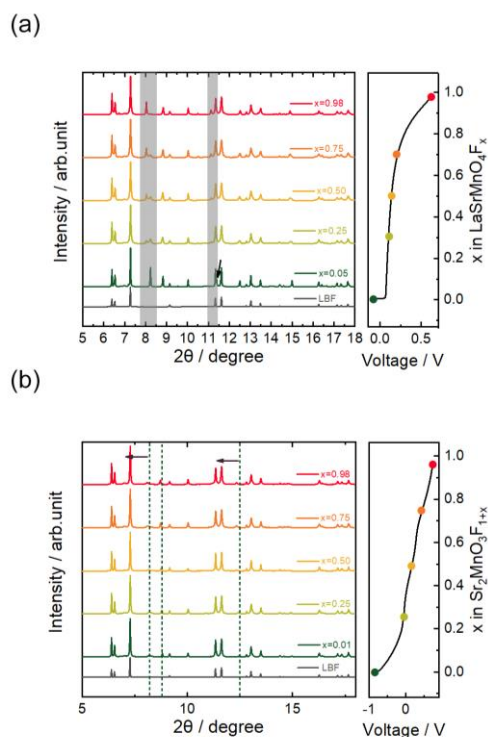 (a)
Intensity / arb.unit
x=0.98
x=0.75
x=0.50
x=0.25
x=0.05
LBF
5 6 7 8 9 10 11 12 13 14 15 16 17 18
2θ / degree
1.0
0.8
0.6
0.4
0.2
0.0
x in LaSrMnO₄Fₓ
0.0 0.5
Voltage / V
(b)
Intensity / arb.unit
x=0.98
x=0.75
x=0.50
x=0.25
x=0.01
LBF
5 10 15
2θ / degree
1.0
0.8
0.6
0.4
0.2
0.0
x in Sr₂MnO₃F₁₊ₓ
-1 0 1
Voltage / V